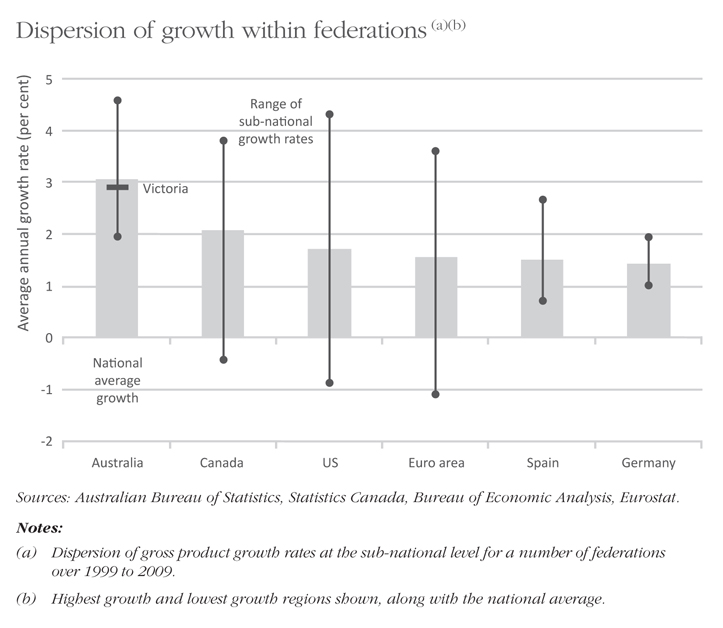 Dispersion of growth within federations (a)(b)
Average annual growth rate (per cent)
5
4
3
2
1
0
-1
-2
Range of
sub-national
growth rates
Victoria
National
average
growth
Australia
Canada
US
Euro area
Spain
Germany
Sources: Australian Bureau of Statistics, Statistics Canada, Bureau of Economic Analysis, Eurostat.
Notes:
(a) Dispersion of gross product growth rates at the sub-national level for a number of federations
over 1999 to 2009.
(b) Highest growth and lowest growth regions shown, along with the national average.